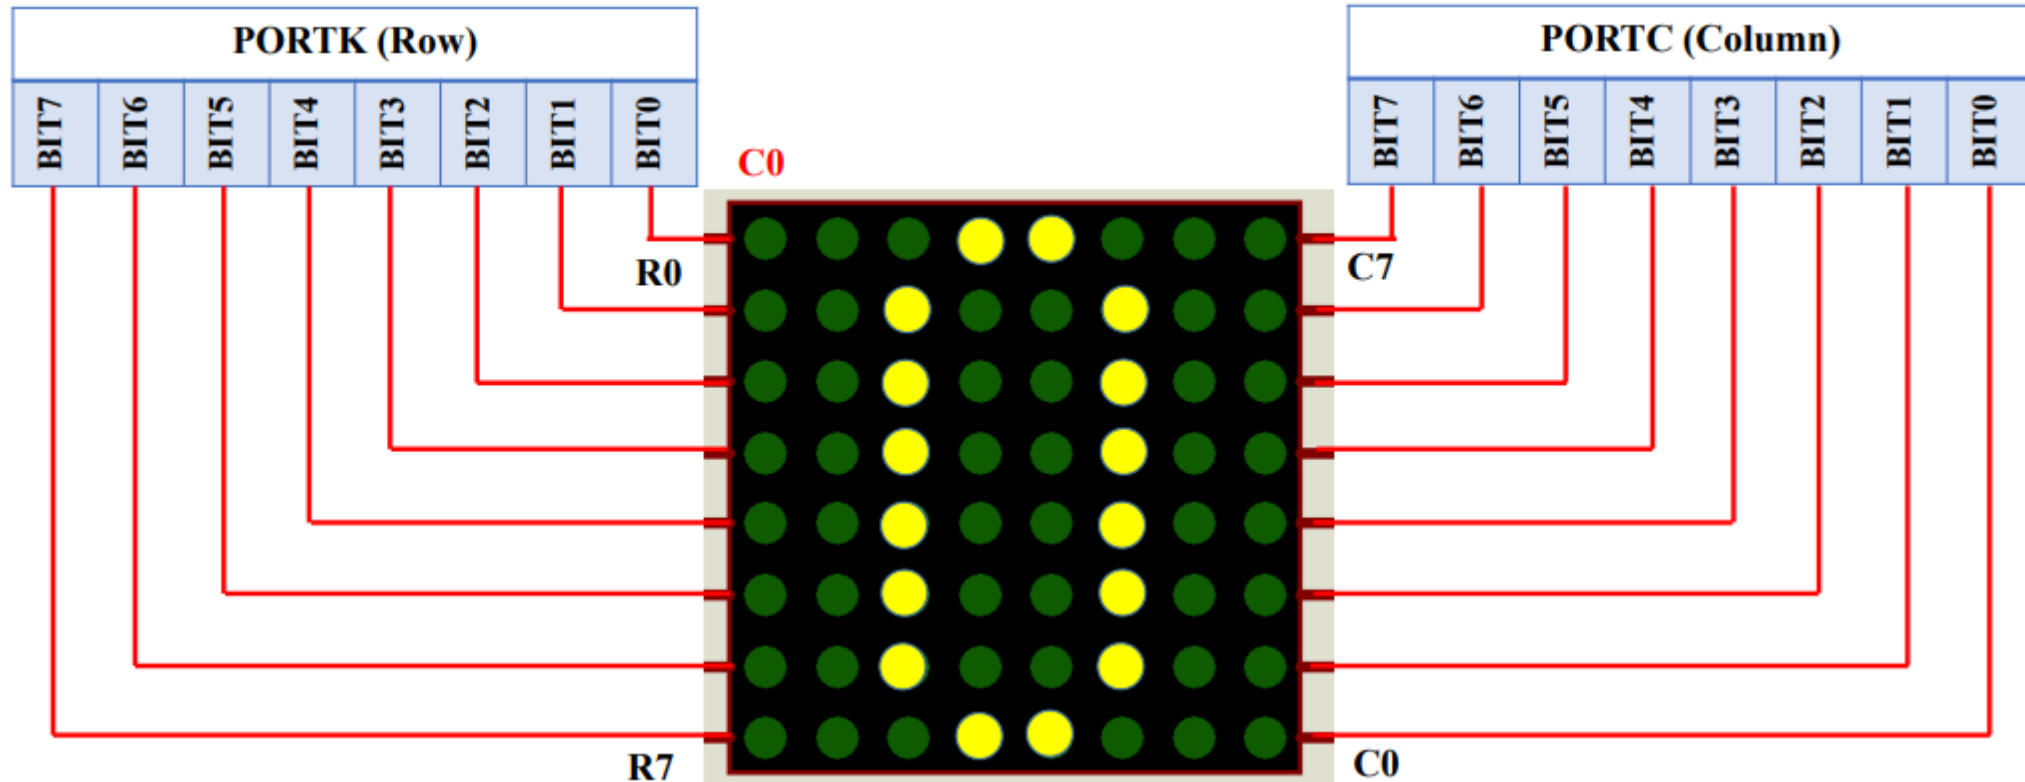 PORTK (Row)
BIT7 BIT6 BIT5 BIT4 BIT3 BIT2 BIT1 BIT0
PORTC (Column)
BIT7 BIT6 BIT5 BIT4 BIT3 BIT2 BIT1 BIT0
C0
R0
C7
R7
C0